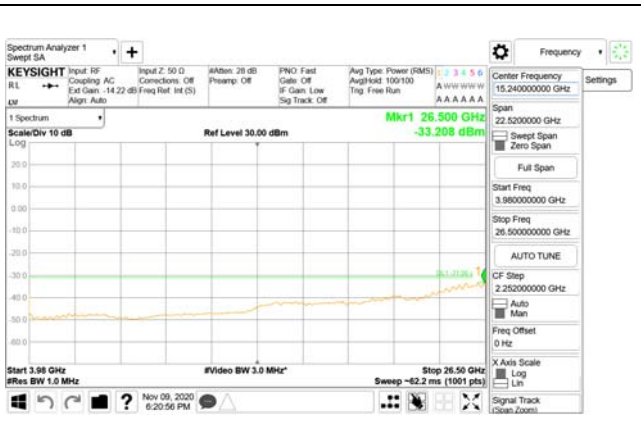 Spectrum Analyzer 1
Swept SA
+
Frequency
KEYSIGHT
RL
Input: RF
Coupling: AC
Ext Gain: -14.22 dB
Align: Auto
Input Z: 50 Ω
Corrections: Off
Freq Ref: Int (S)
#Atten: 28 dB
Preamp: Off
PNO: Fast
Gate: Off
IF Gain: Low
Sig Track: Off
Avg Type: Power (RMS)
Avg|Hold: 100/100
Trig: Free Run
1 2 3 4 5 6
A W W W W W
A A A A A A
1 Spectrum
Scale/Div 10 dB
Ref Level 30.00 dBm
Mkr1 26.500 GHz
-33.208 dBm
Log
20.0
10.0
0.00
-10.0
-20.0
-30.0
-40.0
-50.0
-60.0
1
Start 3.98 GHz
#Res BW 1.0 MHz
#Video BW 3.0 MHz*
Stop 26.50 GHz
Sweep ~62.2 ms (1001 pts)
?
Nov 09, 2020
6:20:56 PM
Center Frequency
15.240000000 GHz
Settings
Span
22.5200000 GHz
Swept Span
Zero Span
Full Span
Start Freq
3.980000000 GHz
Stop Freq
26.500000000 GHz
AUTO TUNE
CF Step
2.252000000 GHz
Auto
Man
Freq Offset
0 Hz
X Axis Scale
Log
Lin
Signal Track
(Span Zoom)